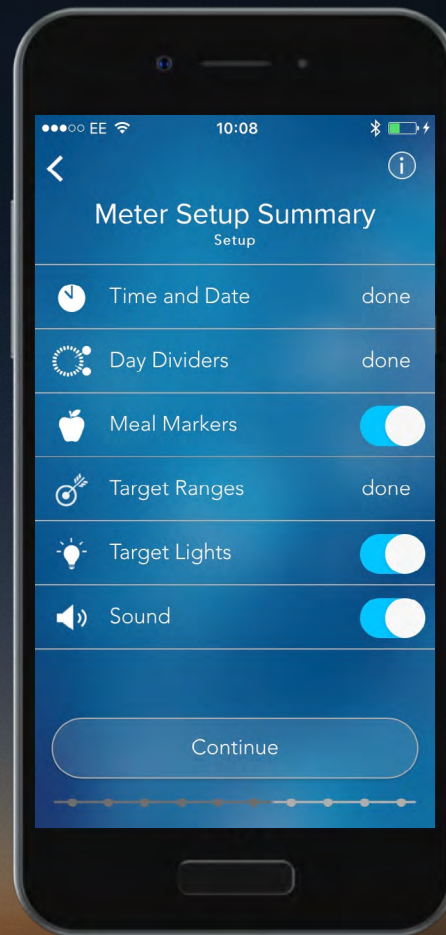 EE 10:08
Meter Setup Summary
Setup
Time and Date done
Day Dividers done
Meal Markers
Target Ranges done
Target Lights
Sound
Continue